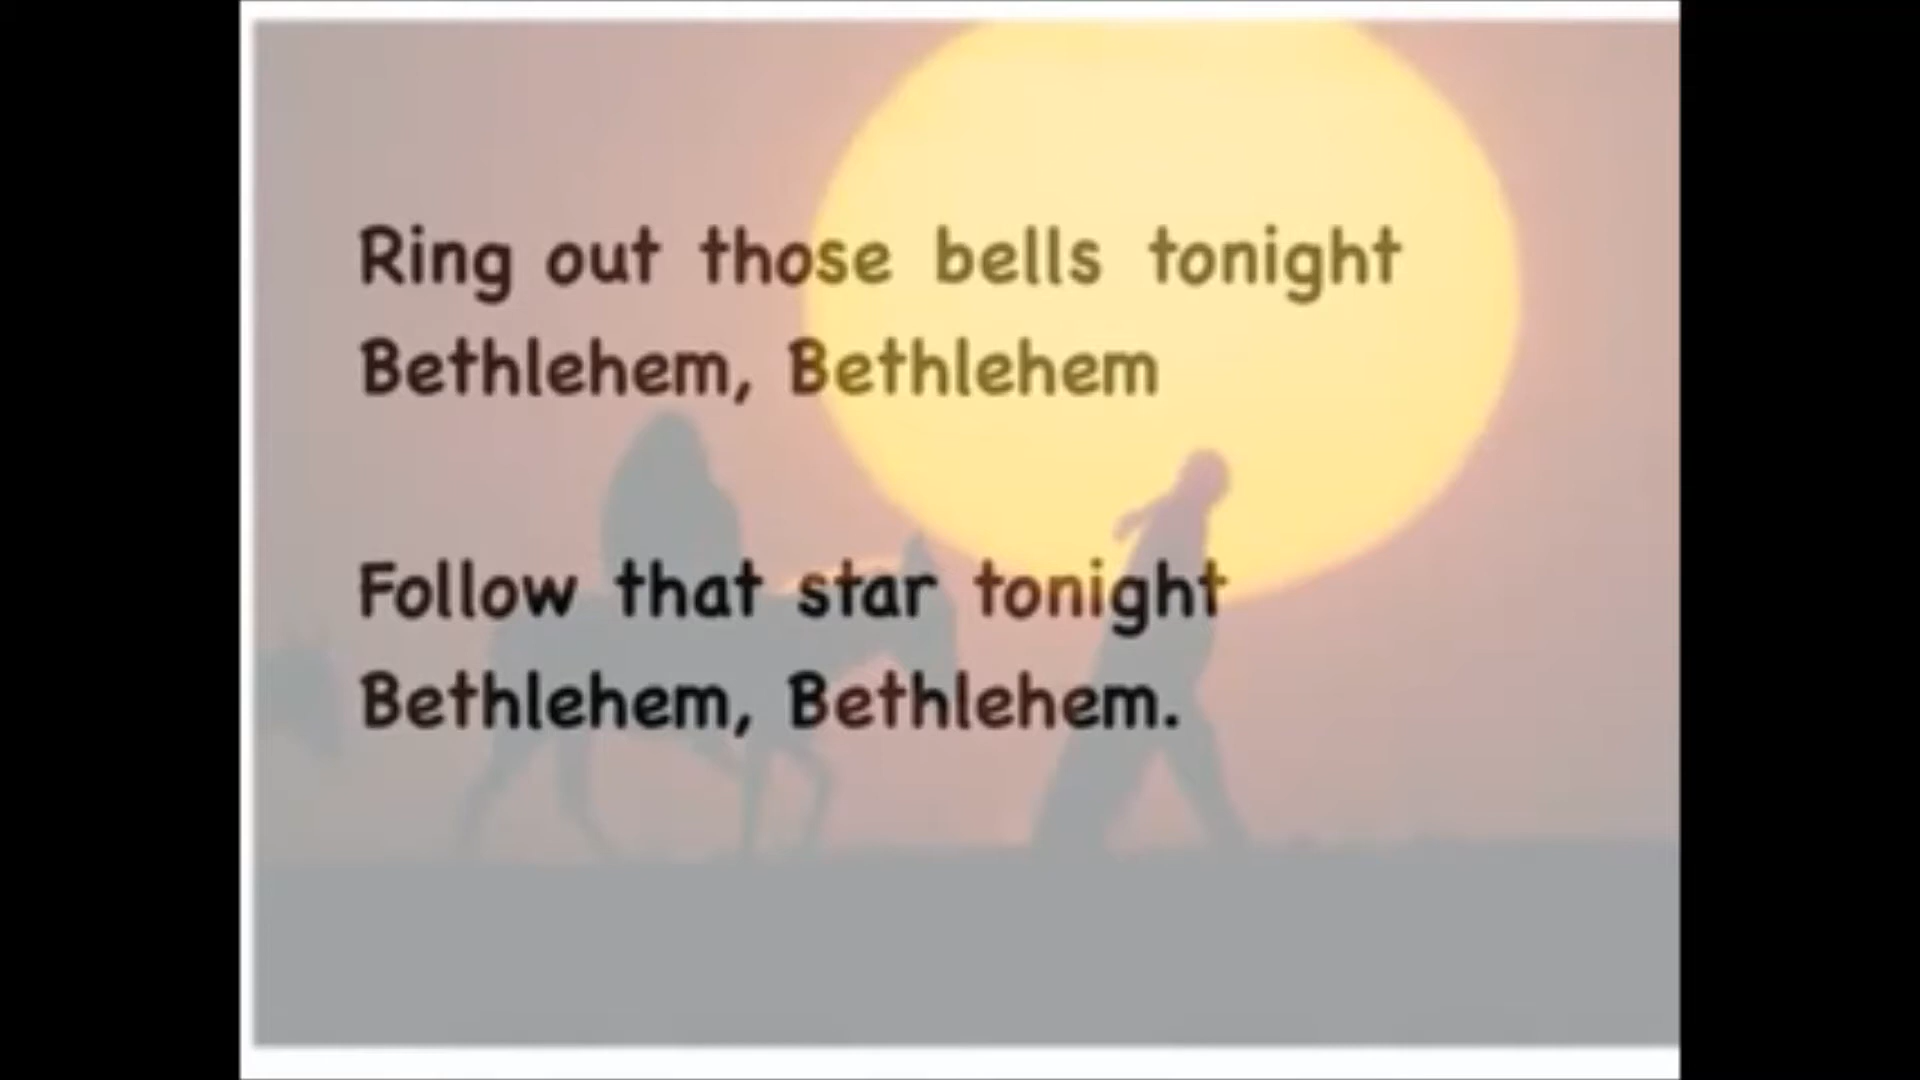 Ring out those bells tonight
Bethlehem, Bethlehem
Follow that star tonight
Bethlehem, Bethlehem.